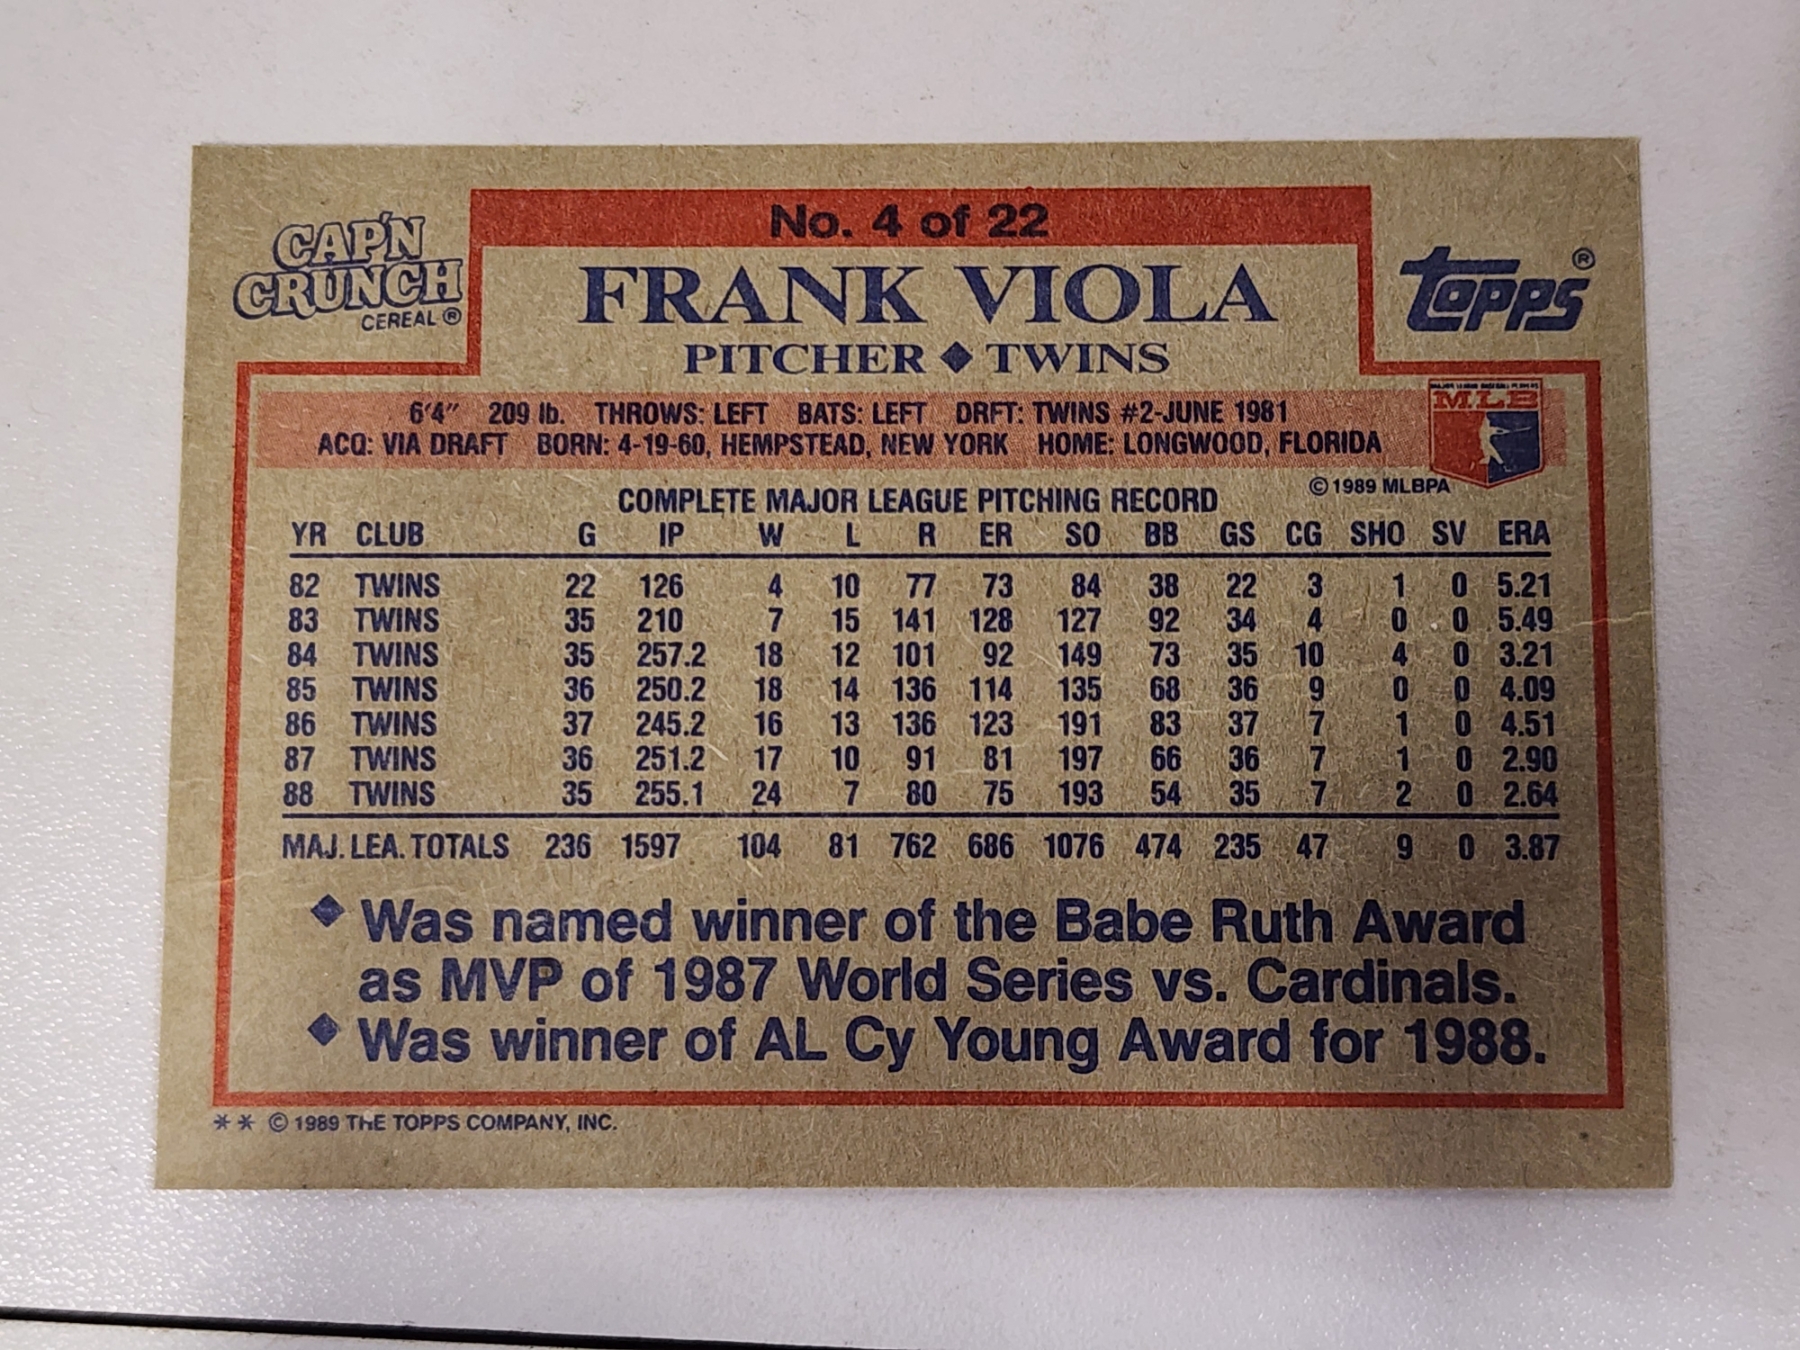 No. 4 of 22
CAP'N
CRUNCH
CEREAL®
FRANK VIOLA
PITCHER ◆ TWINS
topps®
6'4" 209 lb. THROWS: LEFT BATS: LEFT DRFT: TWINS #2-JUNE 1981
ACQ: VIA DRAFT BORN: 4-19-60, HEMPSTEAD, NEW YORK HOME: LONGWOOD, FLORIDA
MAJOR LEAGUE BASEBALL PLAYERS
MLB
© 1989 MLBPA
COMPLETE MAJOR LEAGUE PITCHING RECORD
YR CLUB G IP W L R ER SO BB GS CG SHO SV ERA
82 TWINS 22 126 4 10 77 73 84 38 22 3 1 0 5.21
83 TWINS 35 210 7 15 141 128 127 92 34 4 0 0 5.49
84 TWINS 35 257.2 18 12 101 92 149 73 35 10 4 0 3.21
85 TWINS 36 250.2 18 14 136 114 135 68 36 9 0 0 4.09
86 TWINS 37 245.2 16 13 136 123 191 83 37 7 1 0 4.51
87 TWINS 36 251.2 17 10 91 81 197 66 36 7 1 0 2.90
88 TWINS 35 255.1 24 7 80 75 193 54 35 7 2 0 2.64
MAJ. LEA. TOTALS 236 1597 104 81 762 686 1076 474 235 47 9 0 3.87
◆ Was named winner of the Babe Ruth Award
as MVP of 1987 World Series vs. Cardinals.
◆ Was winner of AL Cy Young Award for 1988.
** © 1989 THE TOPPS COMPANY, INC.